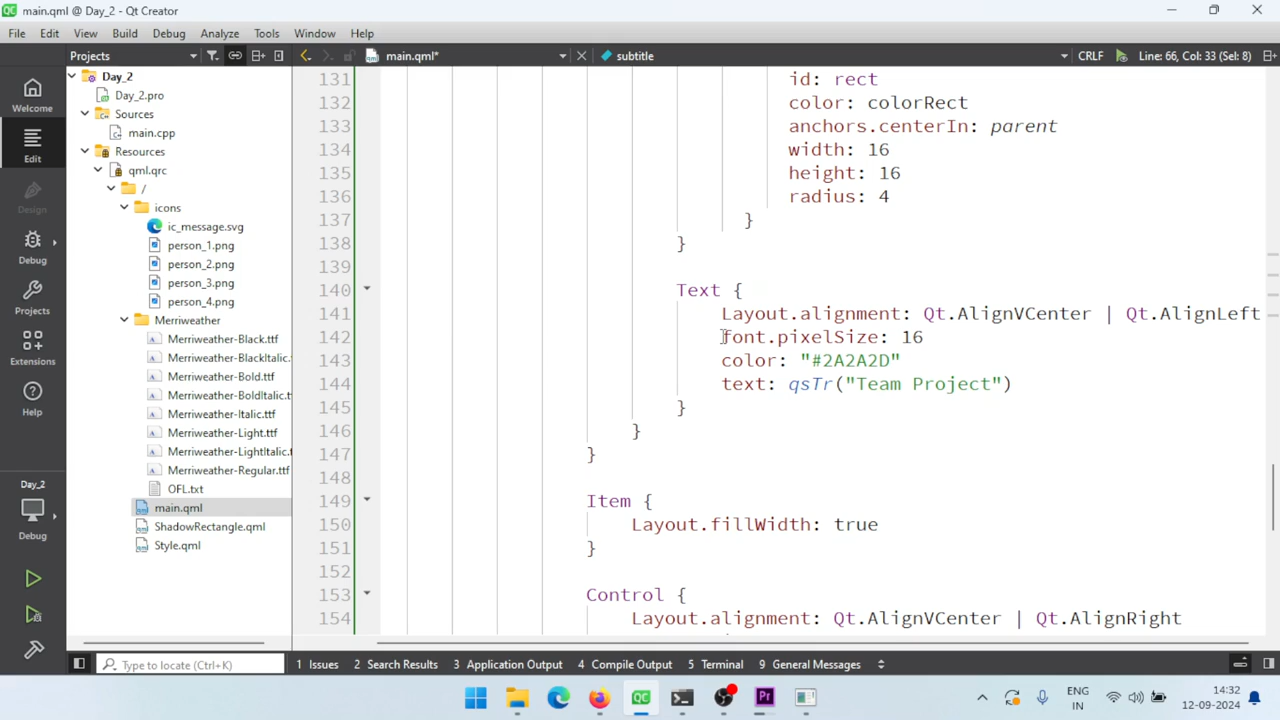 main.qml @ Day_2 - Qt Creator
File Edit View Build Debug Analyze Tools Window Help
Projects main.qml* subtitle CRLF Line: 66, Col: 33 (Sel: 8)
Welcome
Edit
Design
Debug
Projects
Extensions
Help
Day_2
Debug
Day_2
Day_2.pro
Sources
main.cpp
Resources
qml.qrc
/
icons
ic_message.svg
person_1.png
person_2.png
person_3.png
person_4.png
Merriweather
Merriweather-Black.ttf
Merriweather-BlackItalic.
Merriweather-Bold.ttf
Merriweather-BoldItalic.t
Merriweather-Italic.ttf
Merriweather-Light.ttf
Merriweather-LightItalic.t
Merriweather-Regular.ttf
OFL.txt
main.qml
ShadowRectangle.qml
Style.qml
131 id: rect
132 color: colorRect
133 anchors.centerIn: parent
134 width: 16
135 height: 16
136 radius: 4
137 }
138 }
139
140 Text {
141 Layout.alignment: Qt.AlignVCenter | Qt.AlignLeft
142 font.pixelSize: 16
143 color: "#2A2A2D"
144 text: qsTr("Team Project")
145 }
146 }
147 }
148
149 Item {
150 Layout.fillWidth: true
151 }
152
153 Control {
154 Layout.alignment: Qt.AlignVCenter | Qt.AlignRight
Type to locate (Ctrl+K) 1 Issues 2 Search Results 3 Application Output 4 Compile Output 5 Terminal 9 General Messages
QC Pr ENG IN 14:32 12-09-2024